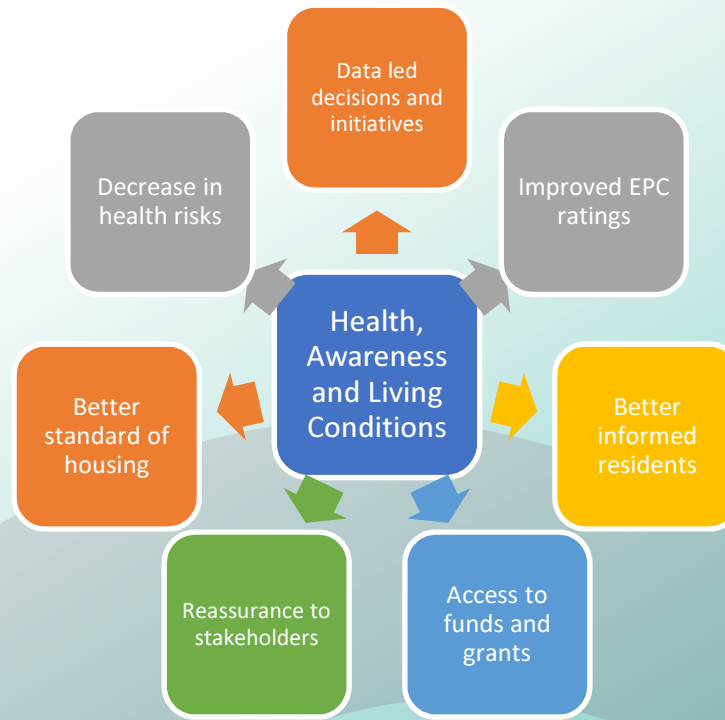 Data led
decisions and
initiatives
Decrease in
health risks
Improved EPC
ratings
Health,
Awareness
and Living
Conditions
Better
standard of
housing
Better
informed
residents
Reassurance to
stakeholders
Access to
funds and
grants